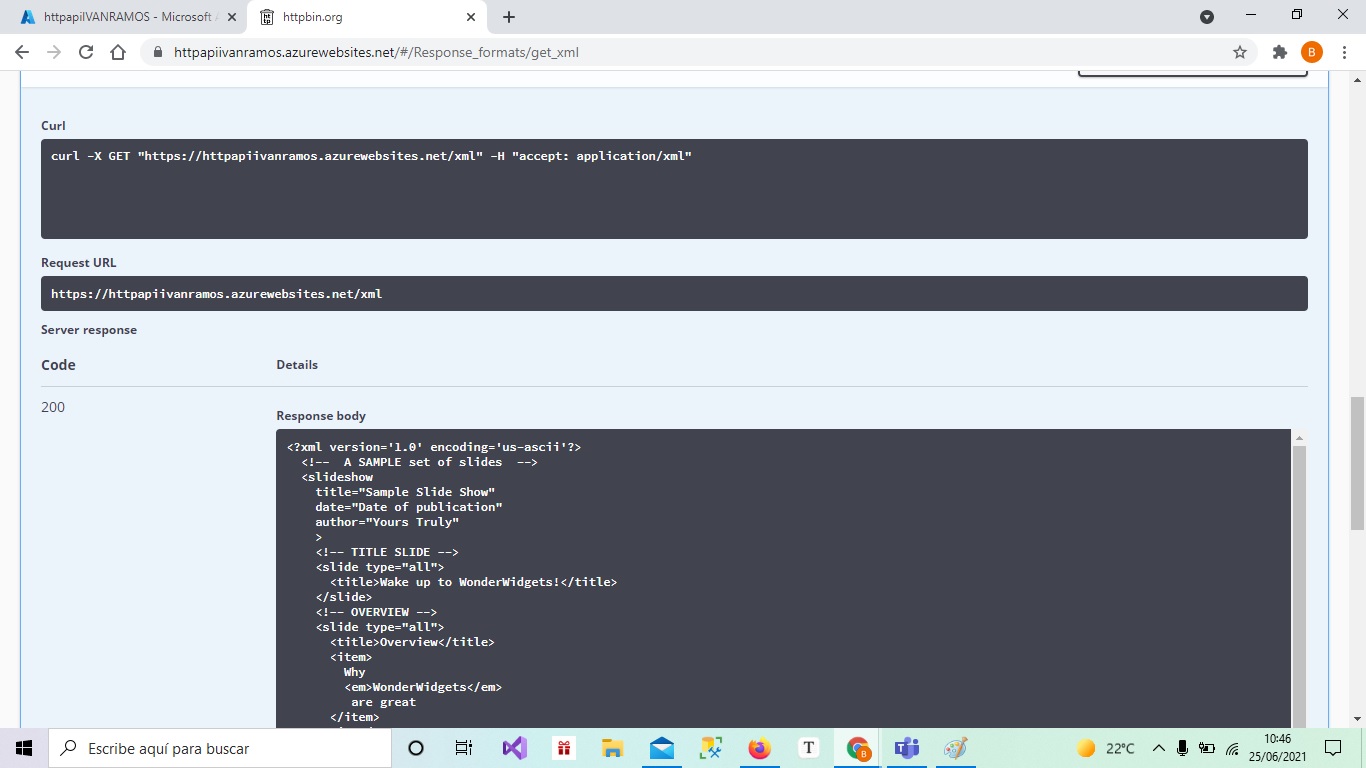 httpapiIVANRAMOS - Microsoft A
httpbin.org
httpapiivanramos.azurewebsites.net/#/Response_formats/get_xml
B
Curl
curl -X GET "https://httpapiivanramos.azurewebsites.net/xml" -H "accept: application/xml"
Request URL
https://httpapiivanramos.azurewebsites.net/xml
Server response
Code Details
200
Response body
<?xml version='1.0' encoding='us-ascii'?>
<!--  A SAMPLE set of slides  -->
<slideshow
title="Sample Slide Show"
date="Date of publication"
author="Yours Truly"
>
<!-- TITLE SLIDE -->
<slide type="all">
<title>Wake up to WonderWidgets!</title>
</slide>
<!-- OVERVIEW -->
<slide type="all">
<title>Overview</title>
<item>
Why
<em>WonderWidgets</em>
are great
</item>
Escribe aquí para buscar
T
B
22°C
10:46
25/06/2021